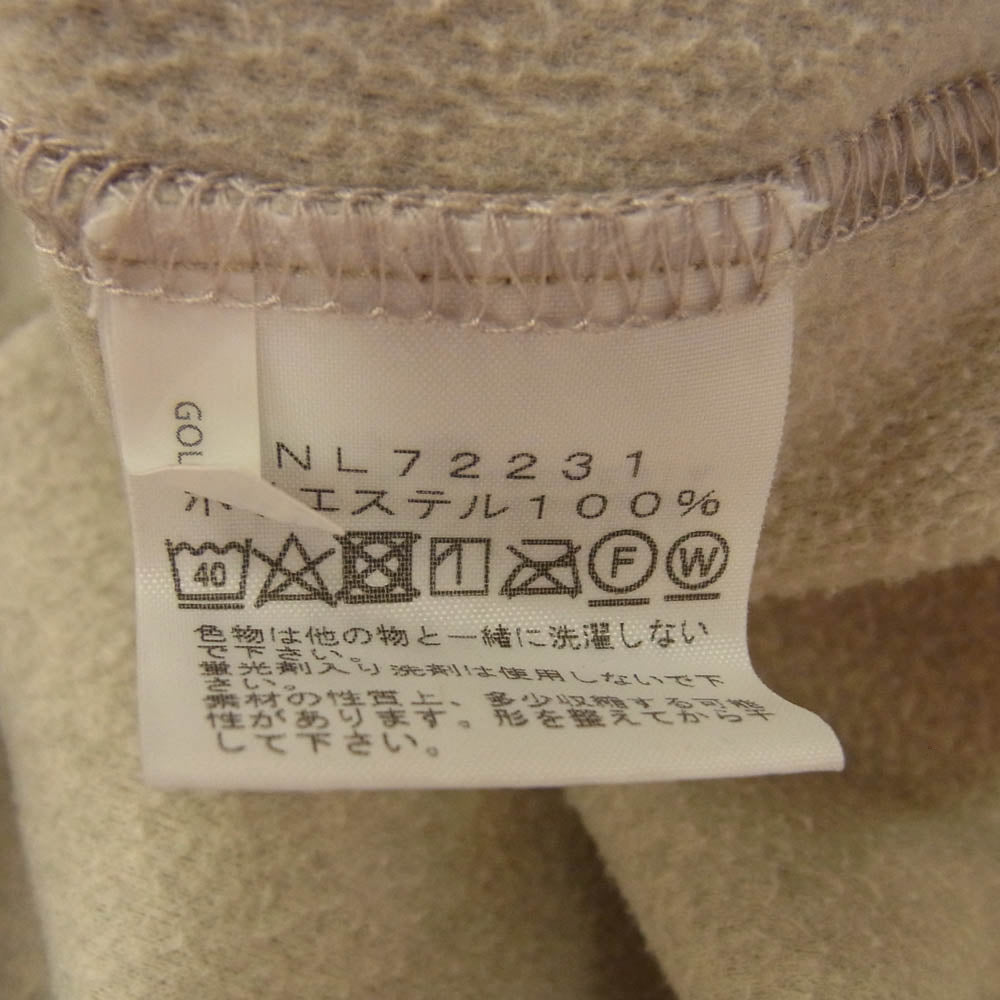 GOL
NL72231
ポリエステル100%
40 1 F W
色物は他の物と一緒に洗濯しない
で下さい。
蛍光剤入り洗剤は使用しないで下
さい。
素材の性質上、多少収縮する可能
性があります。形を整えてから干
して下さい。